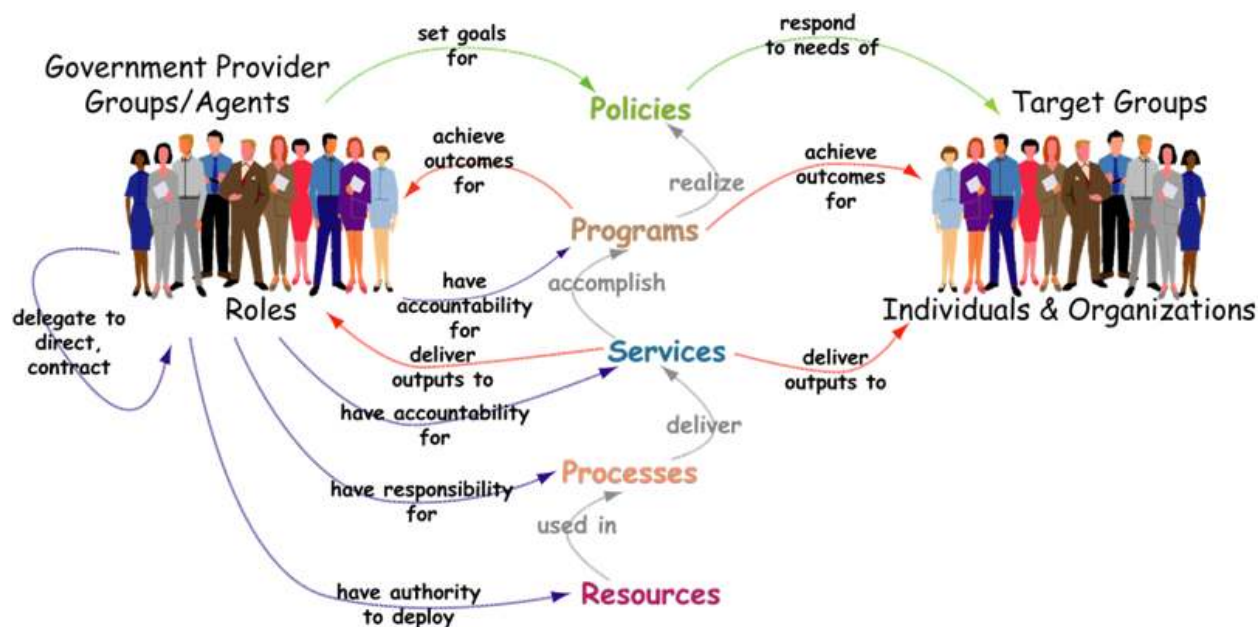 set goals
for
respond
to needs of
Government Provider
Groups/Agents
Policies
Target Groups
achieve
outcomes
for
achieve
outcomes
for
realize
Programs
have
accountability
for
accomplish
Roles
Individuals & Organizations
delegate to
direct,
contract
deliver
outputs to
Services
deliver
outputs to
have accountability
for
deliver
Processes
have responsibility
for
used in
have authority
to deploy
Resources